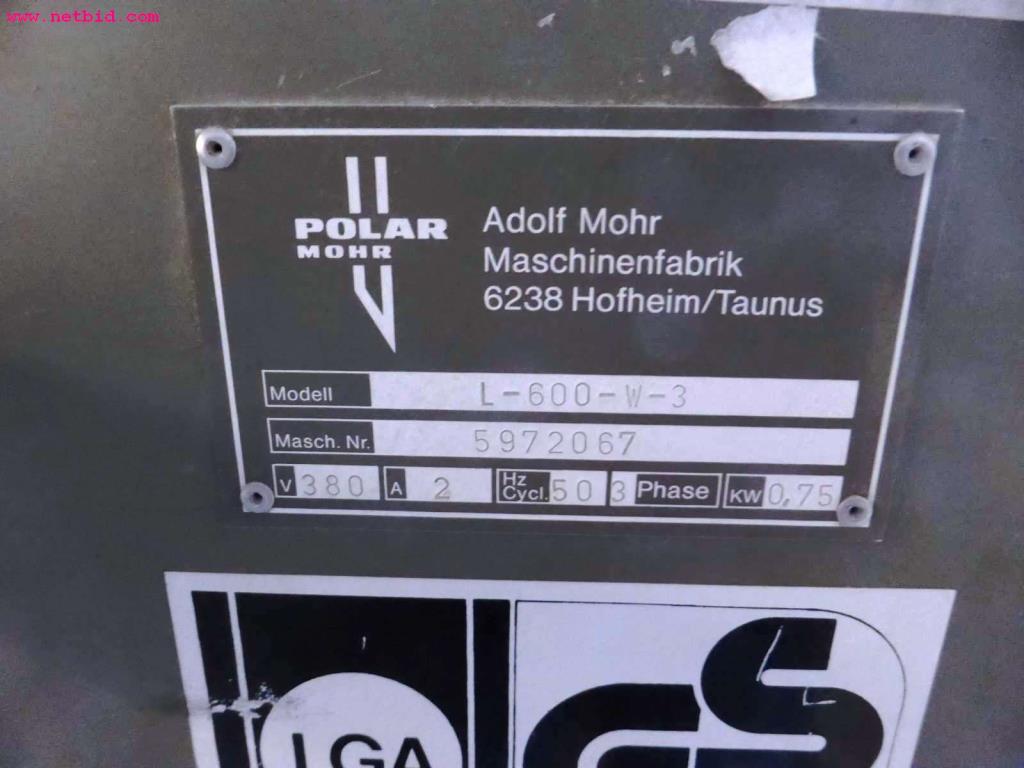 www.netbid.com
POLAR
MOHR
Adolf Mohr
Maschinenfabrik
6238 Hofheim/Taunus
Modell L-600-W-3
Masch. Nr. 5972067
V 380 A 2 Hz Cycl. 50 3 Phase KW 0,75
LGA
GS